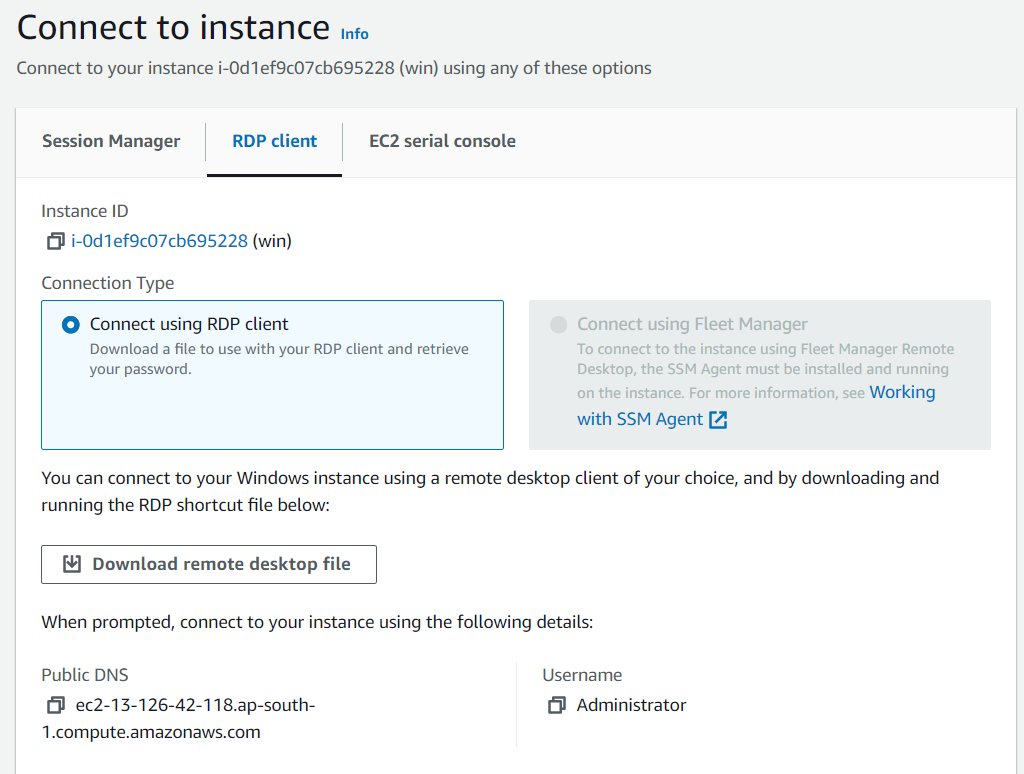 Connect to instance Info
Connect to your instance i-0d1ef9c07cb695228 (win) using any of these options
Session Manager
RDP client
EC2 serial console
Instance ID
i-0d1ef9c07cb695228 (win)
Connection Type
Connect using RDP client
Download a file to use with your RDP client and retrieve
your password.
Connect using Fleet Manager
To connect to the instance using Fleet Manager Remote
Desktop, the SSM Agent must be installed and running
on the instance. For more information, see Working
with SSM Agent
You can connect to your Windows instance using a remote desktop client of your choice, and by downloading and
running the RDP shortcut file below:
Download remote desktop file
When prompted, connect to your instance using the following details:
Public DNS
ec2-13-126-42-118.ap-south-
1.compute.amazonaws.com
Username
Administrator